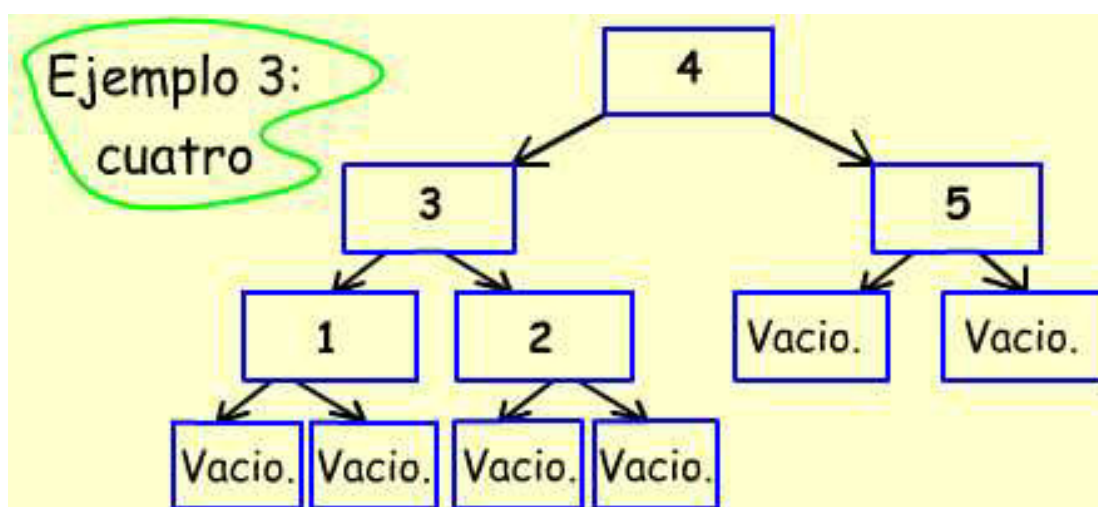 Ejemplo 3:
cuatro
4
3
5
1
2
Vacio.
Vacio.
Vacio.
Vacio.
Vacio.
Vacio.